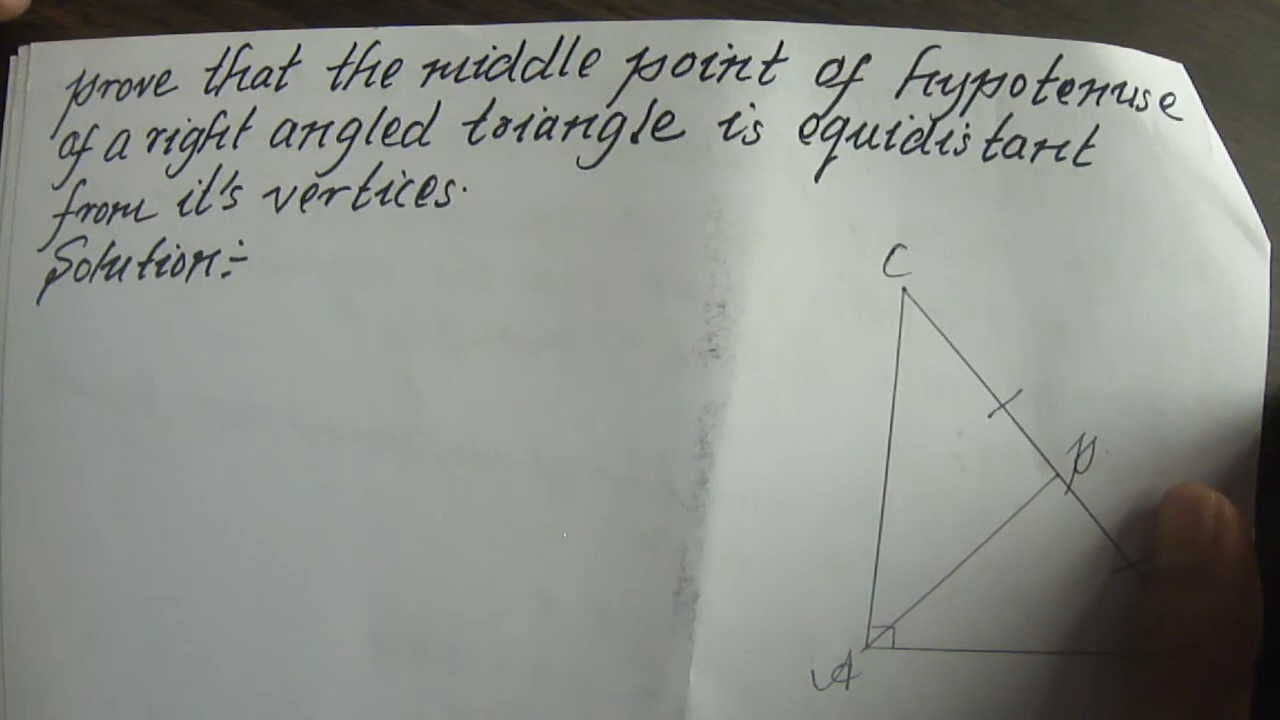 prove that the middle point of hypotenuse
of a right angled triangle is equidistant
from it's vertices.
Solution:-
C
p
A